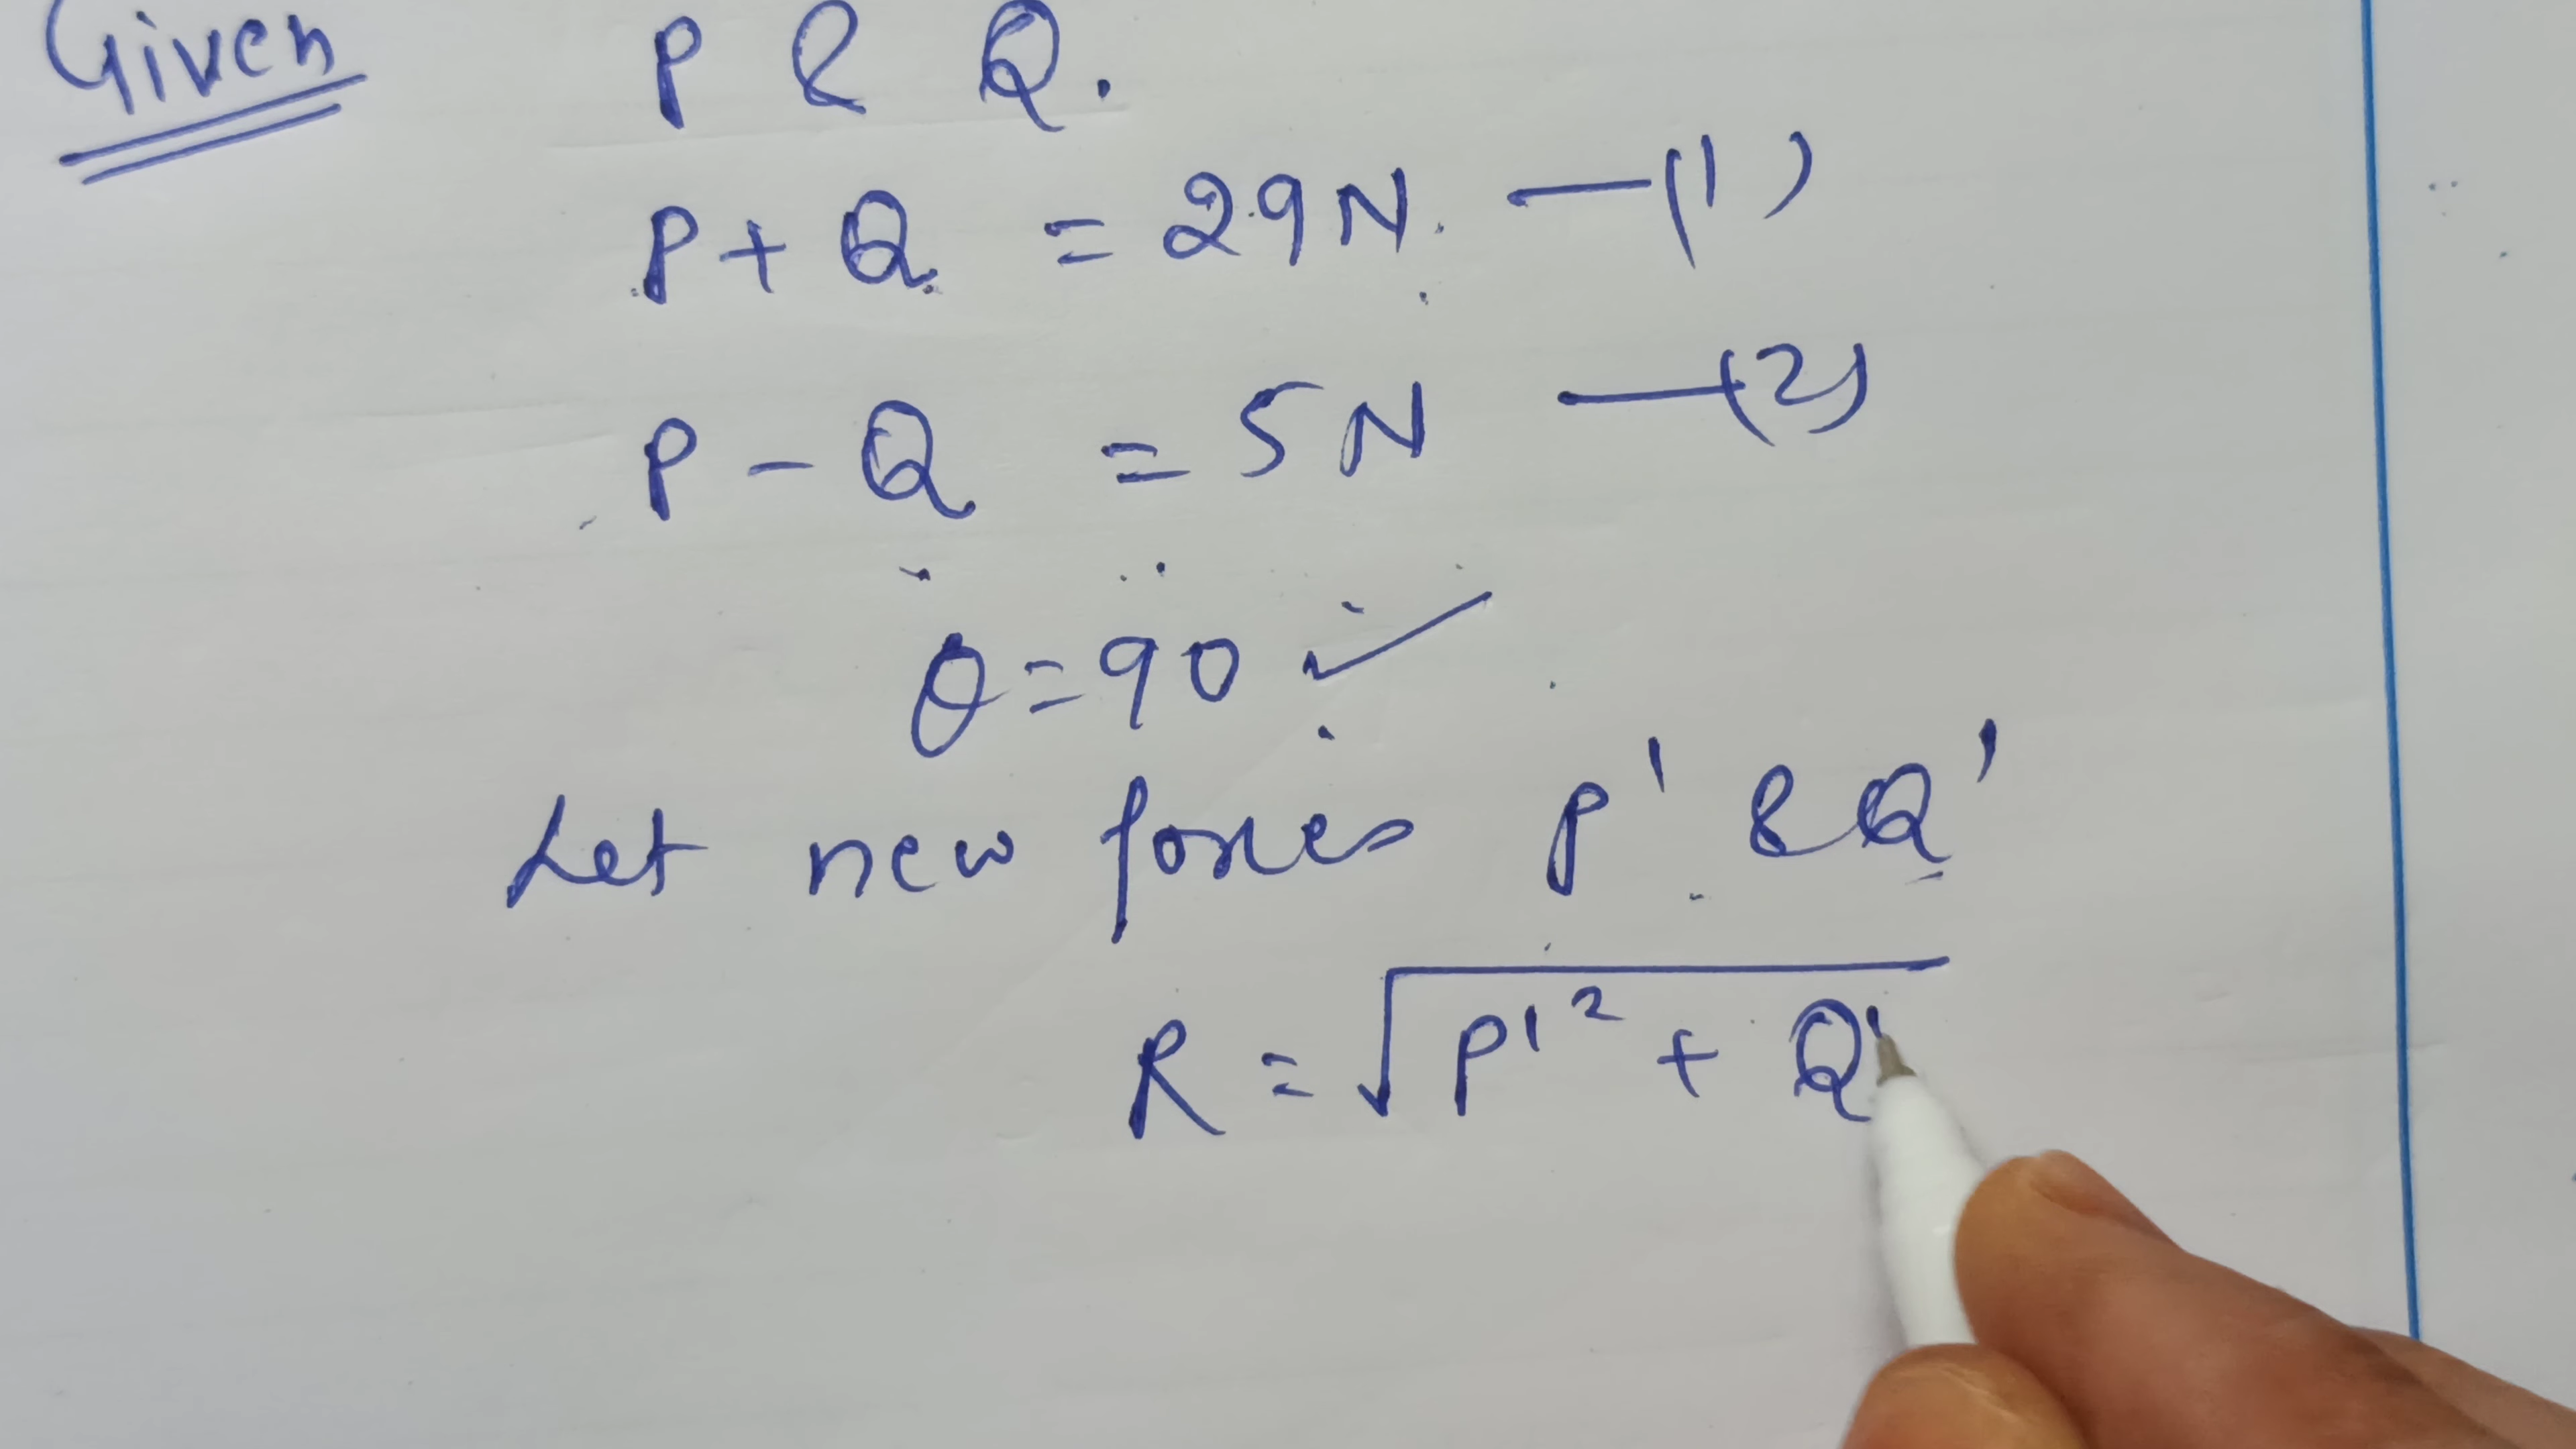 Given P & Q.
P + Q = 29N. —(1)
P - Q = 5N —(2)
θ = 90 ✓
Let new forces P' & Q'
R = √P'² + Q'